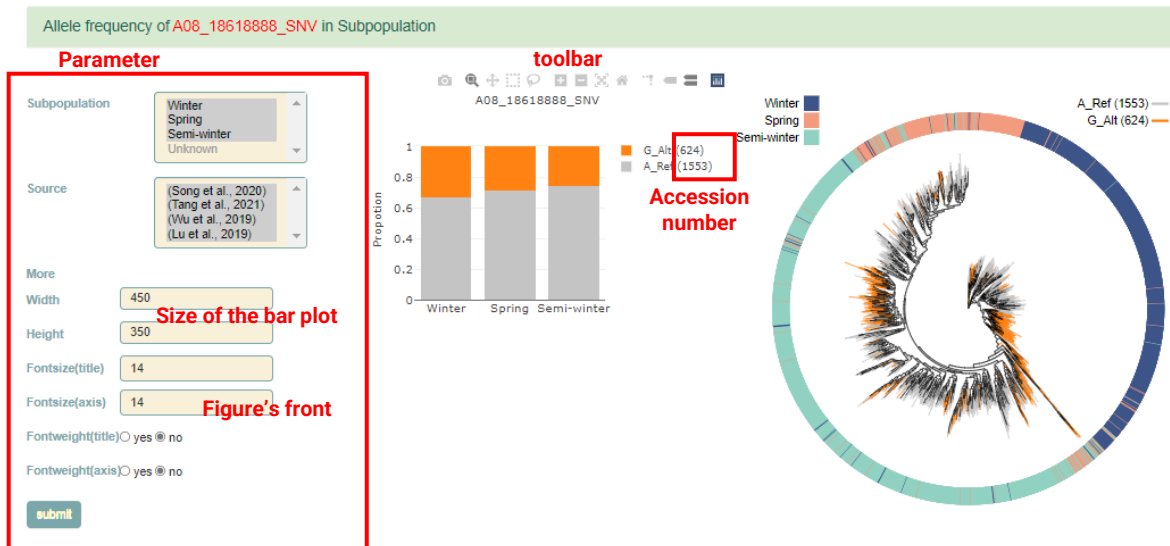 Allele frequency of A08_18618888_SNV in Subpopulation
Parameter
Subpopulation
Winter
Spring
Semi-winter
Unknown
Source
(Song et al., 2020)
(Tang et al., 2021)
(Wu et al., 2019)
(Lu et al., 2019)
More
Width
450
Size of the bar plot
Height
350
Fontsize(title)
14
Fontsize(axis)
14
Figure's front
Fontweight(title) yes no
Fontweight(axis) yes no
submit
toolbar
A08_18618888_SNV
G_Alt (624)
A_Ref (1553)
Accession
number
Propotion
1
0.8
0.6
0.4
0.2
0
Winter Spring Semi-winter
Winter
Spring
Semi-winter
A_Ref (1553)
G_Alt (624)